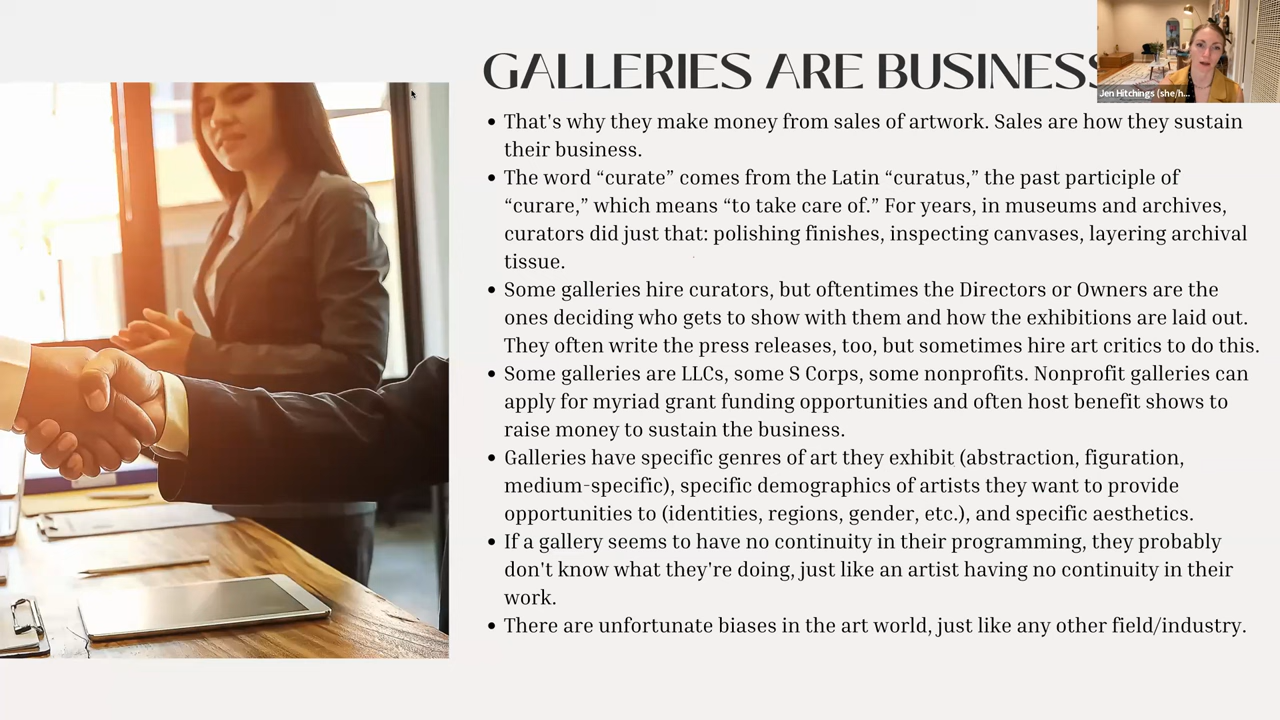 GALLERIES ARE BUSINESS
Jen Hitchings (she/h...
• That's why they make money from sales of artwork. Sales are how they sustain
their business.
• The word “curate” comes from the Latin “curatus,” the past participle of
“curare,” which means “to take care of.” For years, in museums and archives,
curators did just that: polishing finishes, inspecting canvases, layering archival
tissue.
• Some galleries hire curators, but oftentimes the Directors or Owners are the
ones deciding who gets to show with them and how the exhibitions are laid out.
They often write the press releases, too, but sometimes hire art critics to do this.
• Some galleries are LLCs, some S Corps, some nonprofits. Nonprofit galleries can
apply for myriad grant funding opportunities and often host benefit shows to
raise money to sustain the business.
• Galleries have specific genres of art they exhibit (abstraction, figuration,
medium-specific), specific demographics of artists they want to provide
opportunities to (identities, regions, gender, etc.), and specific aesthetics.
• If a gallery seems to have no continuity in their programming, they probably
don't know what they're doing, just like an artist having no continuity in their
work.
• There are unfortunate biases in the art world, just like any other field/industry.